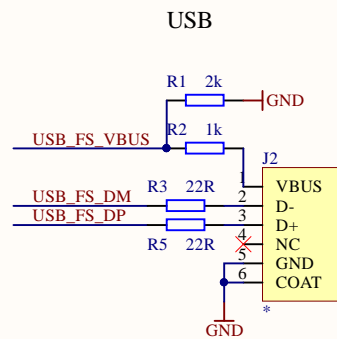 USB
R1 2k
GND
USB_FS_VBUS
R2 1k
J2
1 VBUS
USB_FS_DM
R3 22R
2 D-
USB_FS_DP
R5 22R
3 D+
4 NC
5 GND
6 COAT
*
GND